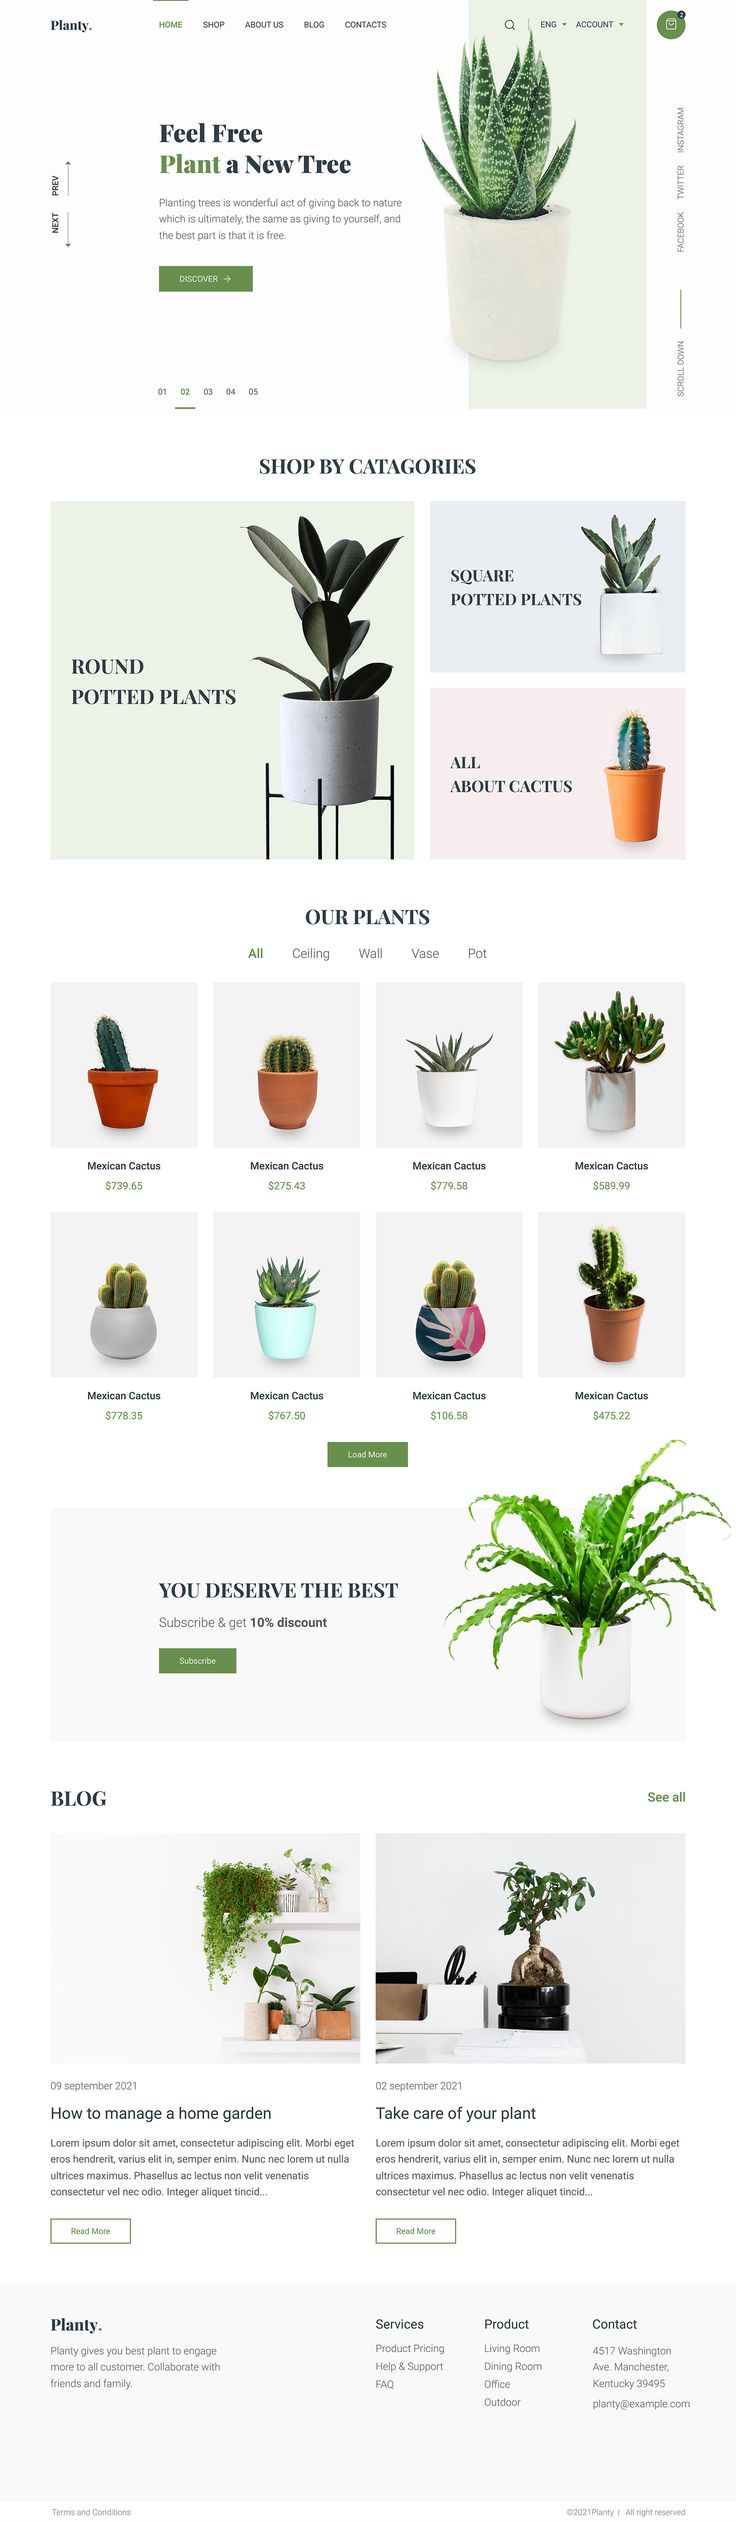 Planty.
HOME SHOP ABOUT US BLOG CONTACTS
ENG ACCOUNT
2
Feel Free
Plant a New Tree
Planting trees is wonderful act of giving back to nature
which is ultimately, the same as giving to yourself, and
the best part is that it is free.
DISCOVER
PREV
NEXT
INSTAGRAM
TWITTER
FACEBOOK
SCROLL DOWN
01 02 03 04 05
SHOP BY CATAGORIES
ROUND
POTTED PLANTS
SQUARE
POTTED PLANTS
ALL
ABOUT CACTUS
OUR PLANTS
All Ceiling Wall Vase Pot
Mexican Cactus Mexican Cactus Mexican Cactus Mexican Cactus
$739.65 $275.43 $779.58 $589.99
Mexican Cactus Mexican Cactus Mexican Cactus Mexican Cactus
$778.35 $767.50 $106.58 $475.22
Load More
YOU DESERVE THE BEST
Subscribe & get 10% discount
Subscribe
BLOG
See all
09 september 2021
How to manage a home garden
Lorem ipsum dolor sit amet, consectetur adipiscing elit. Morbi eget
eros hendrerit, varius elit in, semper enim. Nunc nec lorem ut nulla
ultrices maximus. Phasellus ac lectus non velit venenatis
consectetur vel nec odio. Integer aliquet tincid...
Read More
02 september 2021
Take care of your plant
Lorem ipsum dolor sit amet, consectetur adipiscing elit. Morbi eget
eros hendrerit, varius elit in, semper enim. Nunc nec lorem ut nulla
ultrices maximus. Phasellus ac lectus non velit venenatis
consectetur vel nec odio. Integer aliquet tincid...
Read More
Planty.
Planty gives you best plant to engage
more to all customer. Collaborate with
friends and family.
Services
Product Pricing
Help & Support
FAQ
Product
Living Room
Dining Room
Office
Outdoor
Contact
4517 Washington
Ave. Manchester,
Kentucky 39495
planty@example.com
Terms and Conditions
©2021Planty | All right reserved